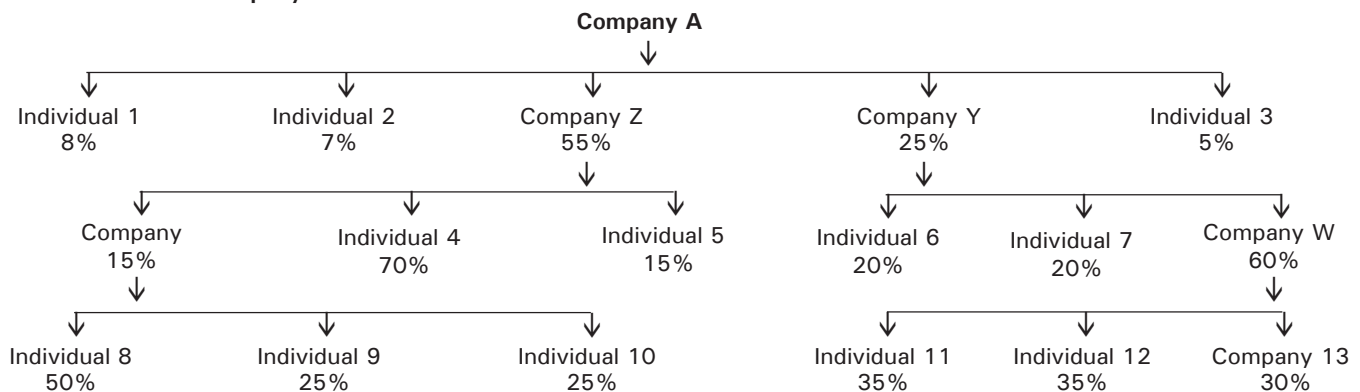 Company A
Individual 1 Individual 2 Company Z Company Y Individual 3
8% 7% 55% 25% 5%
Company Individual 4 Individual 5 Individual 6 Individual 7 Company W
15% 70% 15% 20% 20% 60%
Individual 8 Individual 9 Individual 10 Individual 11 Individual 12 Company 13
50% 25% 25% 35% 35% 30%